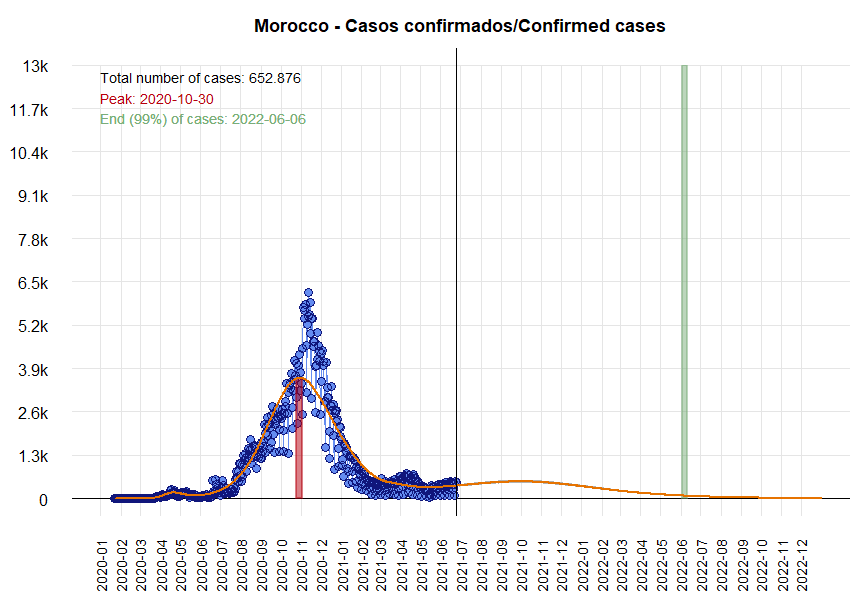 Morocco - Casos confirmados/Confirmed cases
Total number of cases: 652.876
Peak: 2020-10-30
End (99%) of cases: 2022-06-06
13k
11.7k
10.4k
9.1k
7.8k
6.5k
5.2k
3.9k
2.6k
1.3k
0
2020-01
2020-02
2020-03
2020-04
2020-05
2020-06
2020-07
2020-08
2020-09
2020-10
2020-11
2020-12
2021-01
2021-02
2021-03
2021-04
2021-05
2021-06
2021-07
2021-08
2021-09
2021-10
2021-11
2021-12
2022-01
2022-02
2022-03
2022-04
2022-05
2022-06
2022-07
2022-08
2022-09
2022-10
2022-11
2022-12